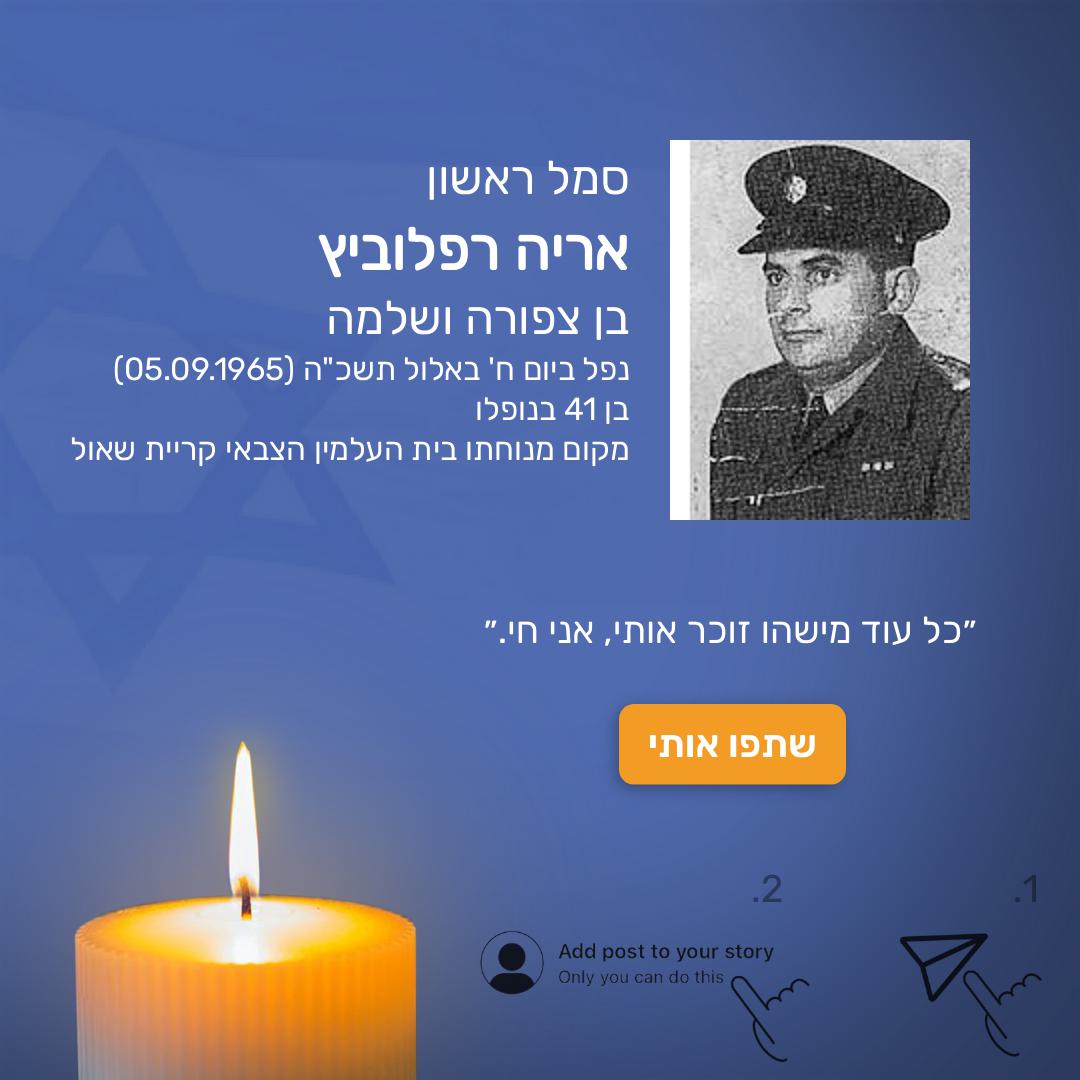 סמל ראשון
אריה רפלוביץ
בן צפורה ושלמה
נפל ביום ח' באלול תשכ"ה (05.09.1965)
בן 41 בנופלו
מקום מנוחתו בית העלמין הצבאי קריית שאול
״כל עוד מישהו זוכר אותי, אני חי.״
שתפו אותי
.1
.2
Add post to your story
Only you can do this